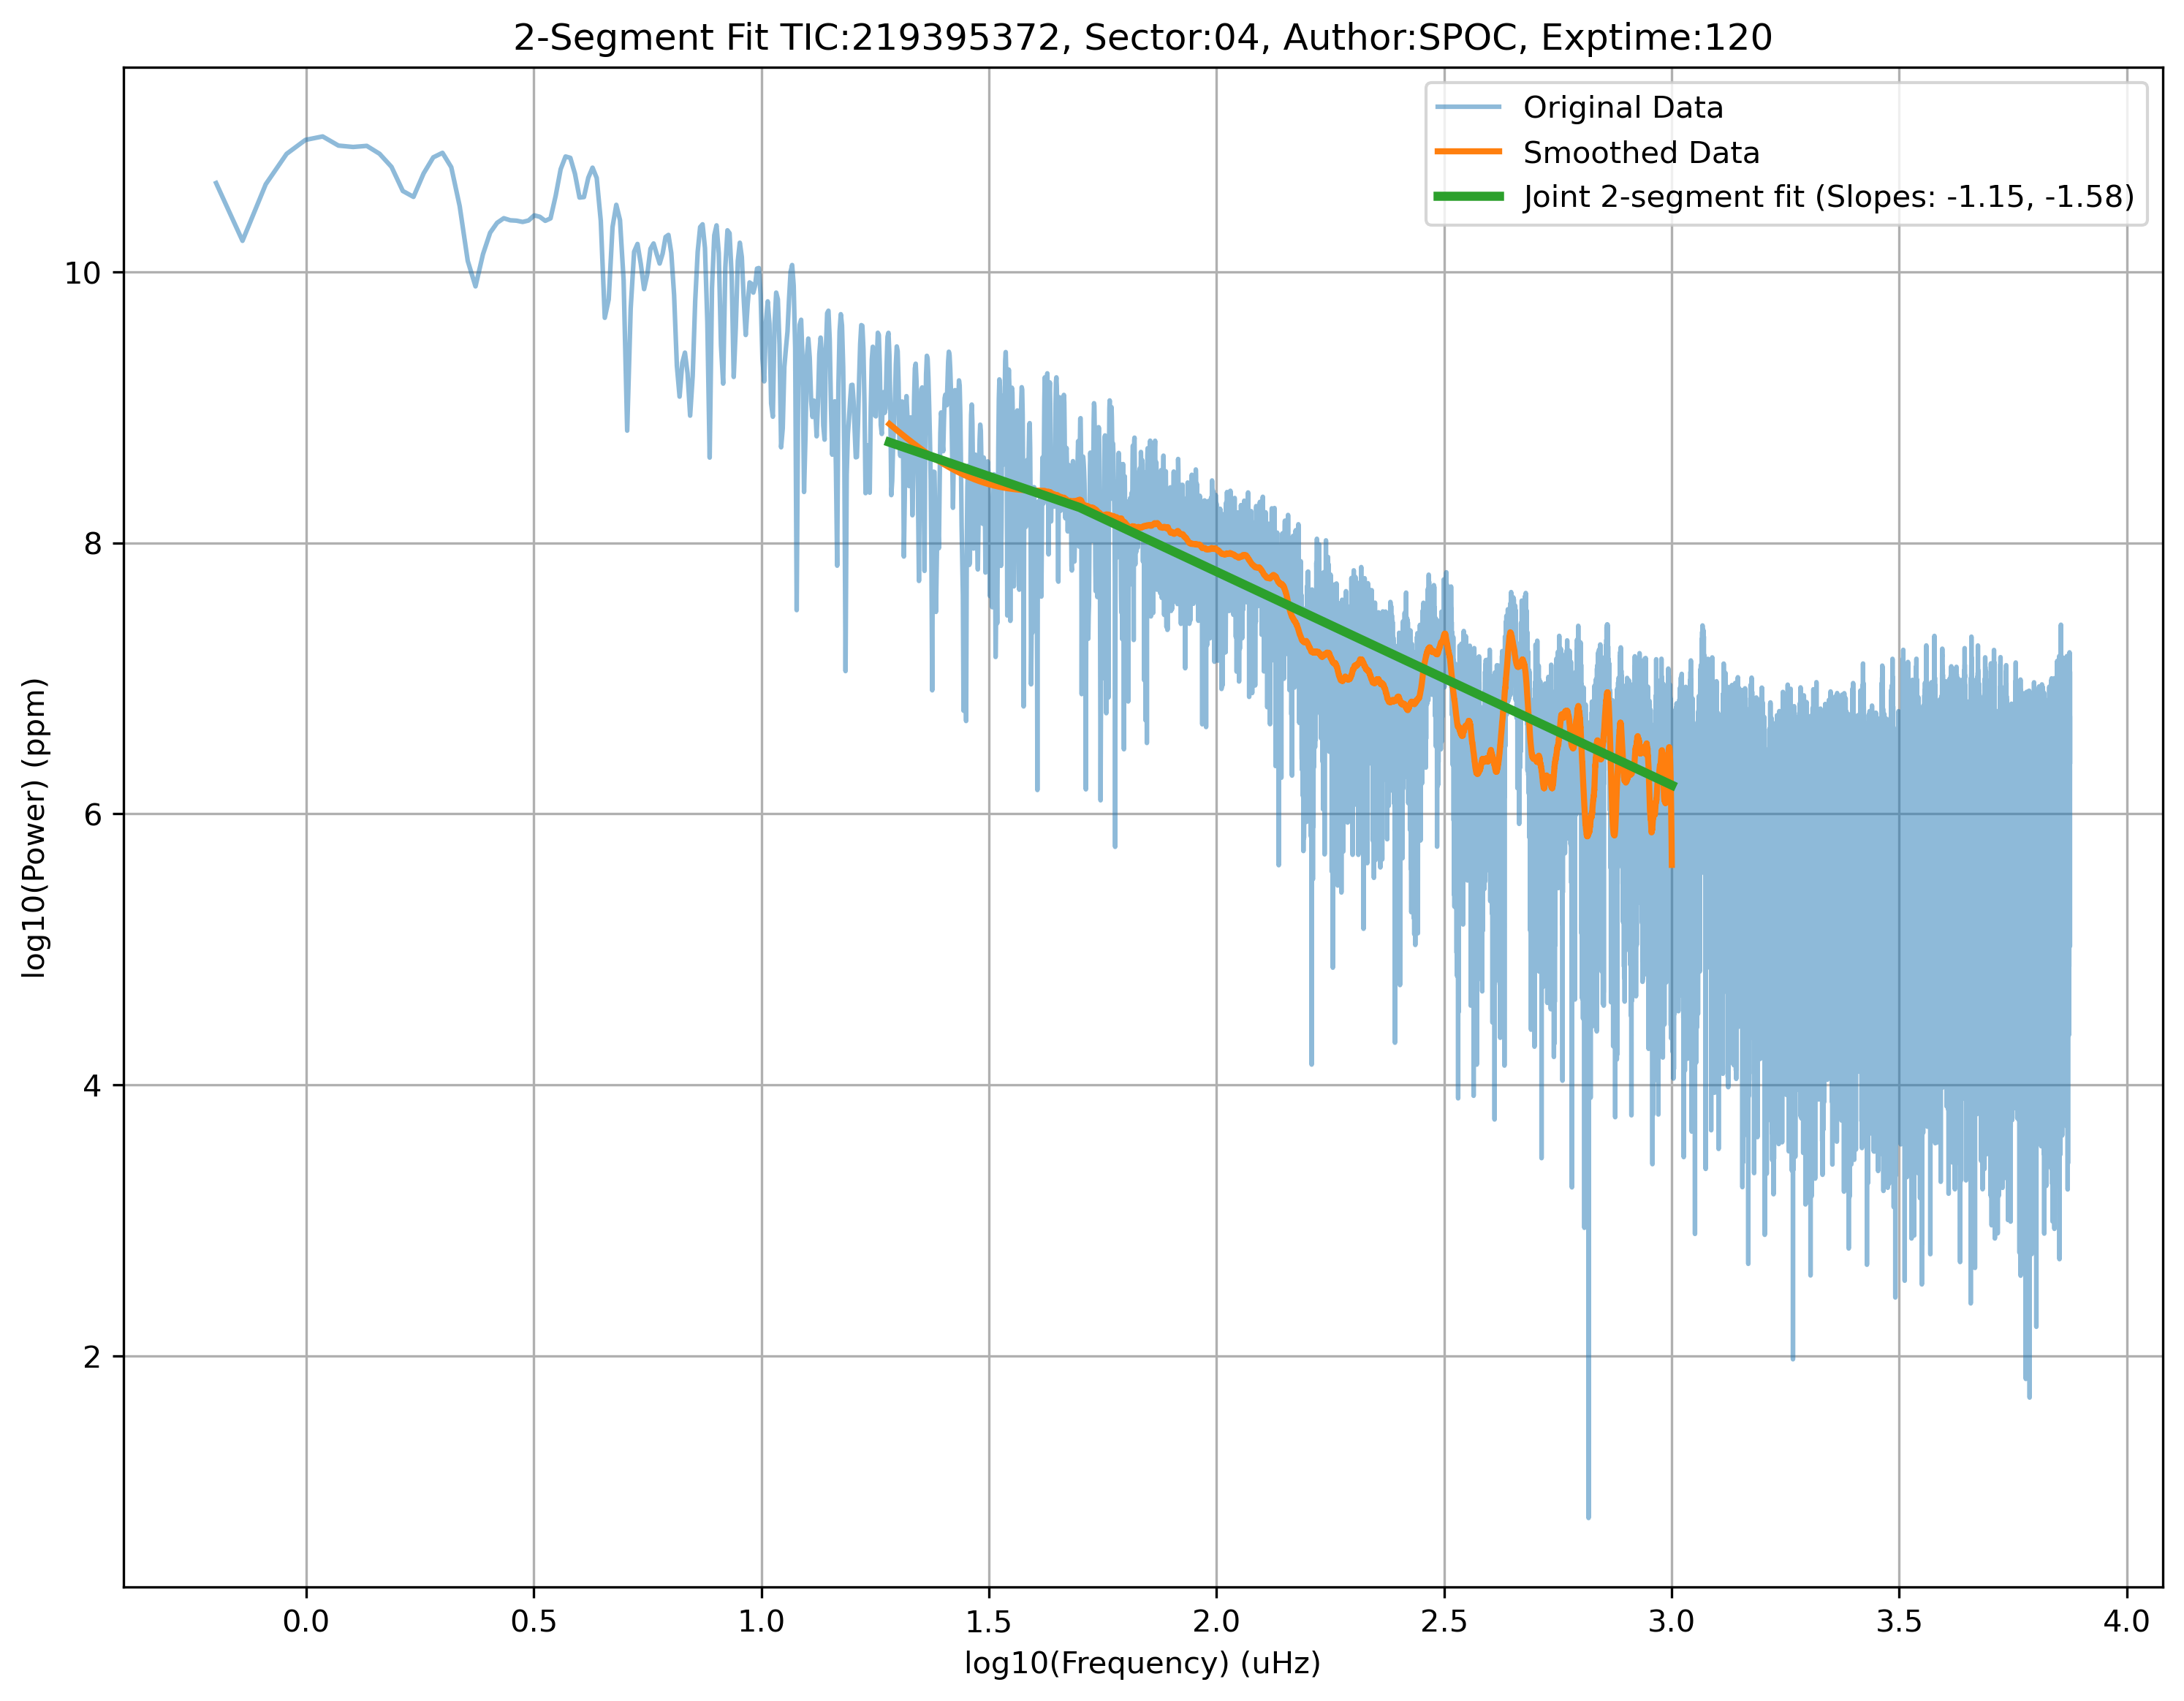 2-Segment Fit TIC:219395372, Sector:04, Author:SPOC, Exptime:120
Original Data
Smoothed Data
Joint 2-segment fit (Slopes: -1.15, -1.58)
log10(Power) (ppm)
10
8
6
4
2
0.0 0.5 1.0 1.5 2.0 2.5 3.0 3.5 4.0
log10(Frequency) (uHz)